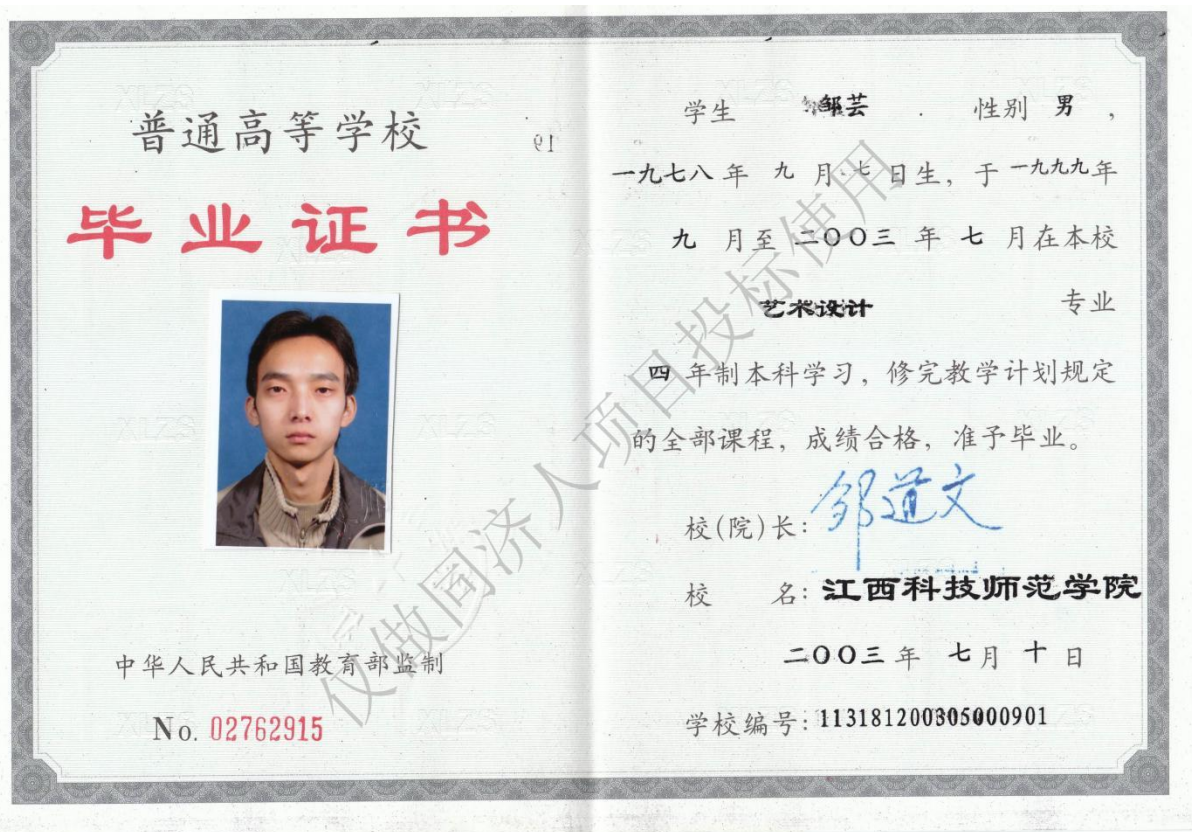 普通高等学校
毕业证书
中华人民共和国教育部监制
No. 02762915
学生 邹芸 性别 男，
一九七八年 九 月 七 日生，于一九九九年
九 月至 二〇〇三 年 七 月在本校
艺术设计 专业
四 年制本科学习，修完教学计划规定
的全部课程，成绩合格，准予毕业。
校(院)长：邹道文
校 名：江西科技师范学院
二〇〇三 年 七 月 十 日
学校编号：113181200305000901
仅做同济人项目投标使用